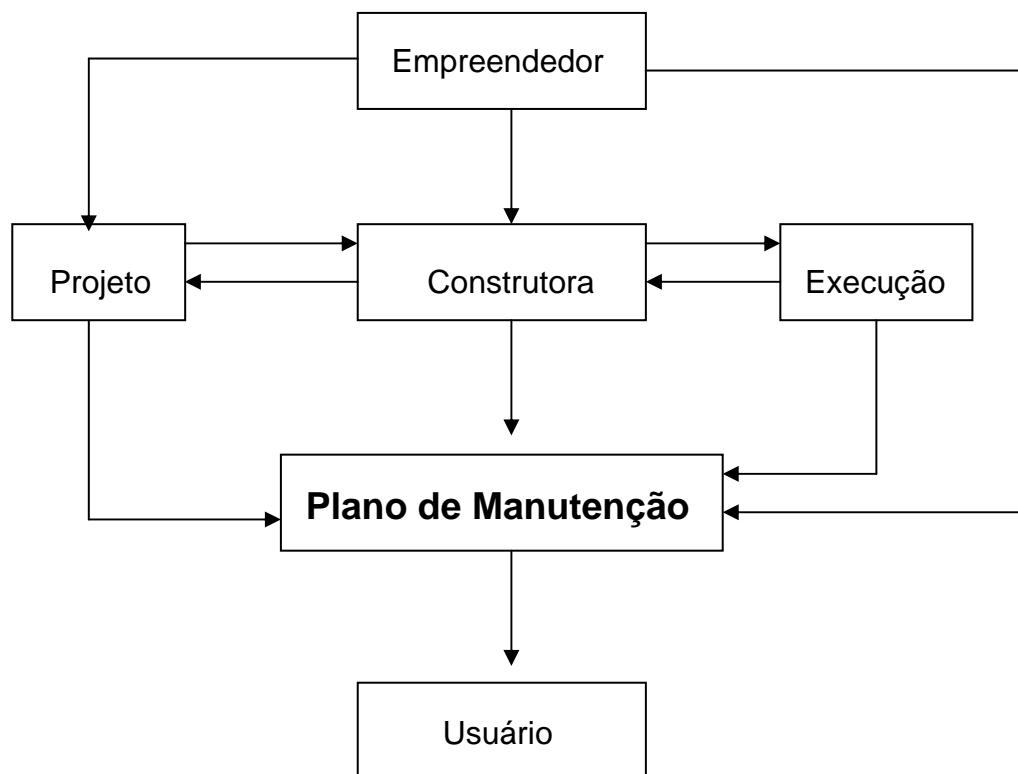 Empreendedor
Projeto
Construtora
Execução
Plano de Manutenção
Usuário